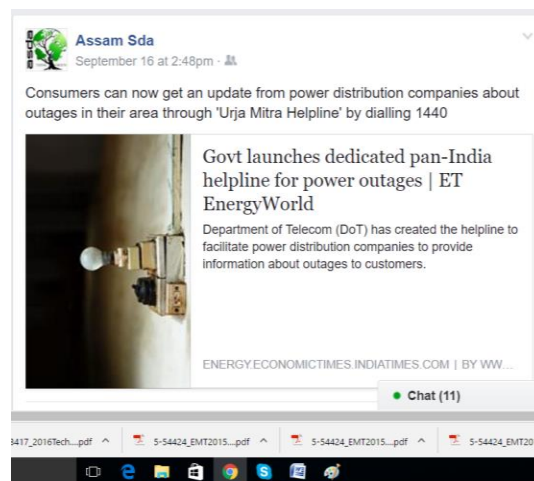 asda
Assam Sda
September 16 at 2:48pm ·
Consumers can now get an update from power distribution companies about
outages in their area through 'Urja Mitra Helpline' by dialling 1440
Govt launches dedicated pan-India
helpline for power outages | ET
EnergyWorld
Department of Telecom (DoT) has created the helpline to
facilitate power distribution companies to provide
information about outages to customers.
ENERGY.ECONOMICTIMES.INDIATIMES.COM | BY WW...
Chat (11)
3417_2016Tech....pdf
5-54424_EMT2015....pdf
5-54424_EMT2015....pdf
5-54424_EMT20